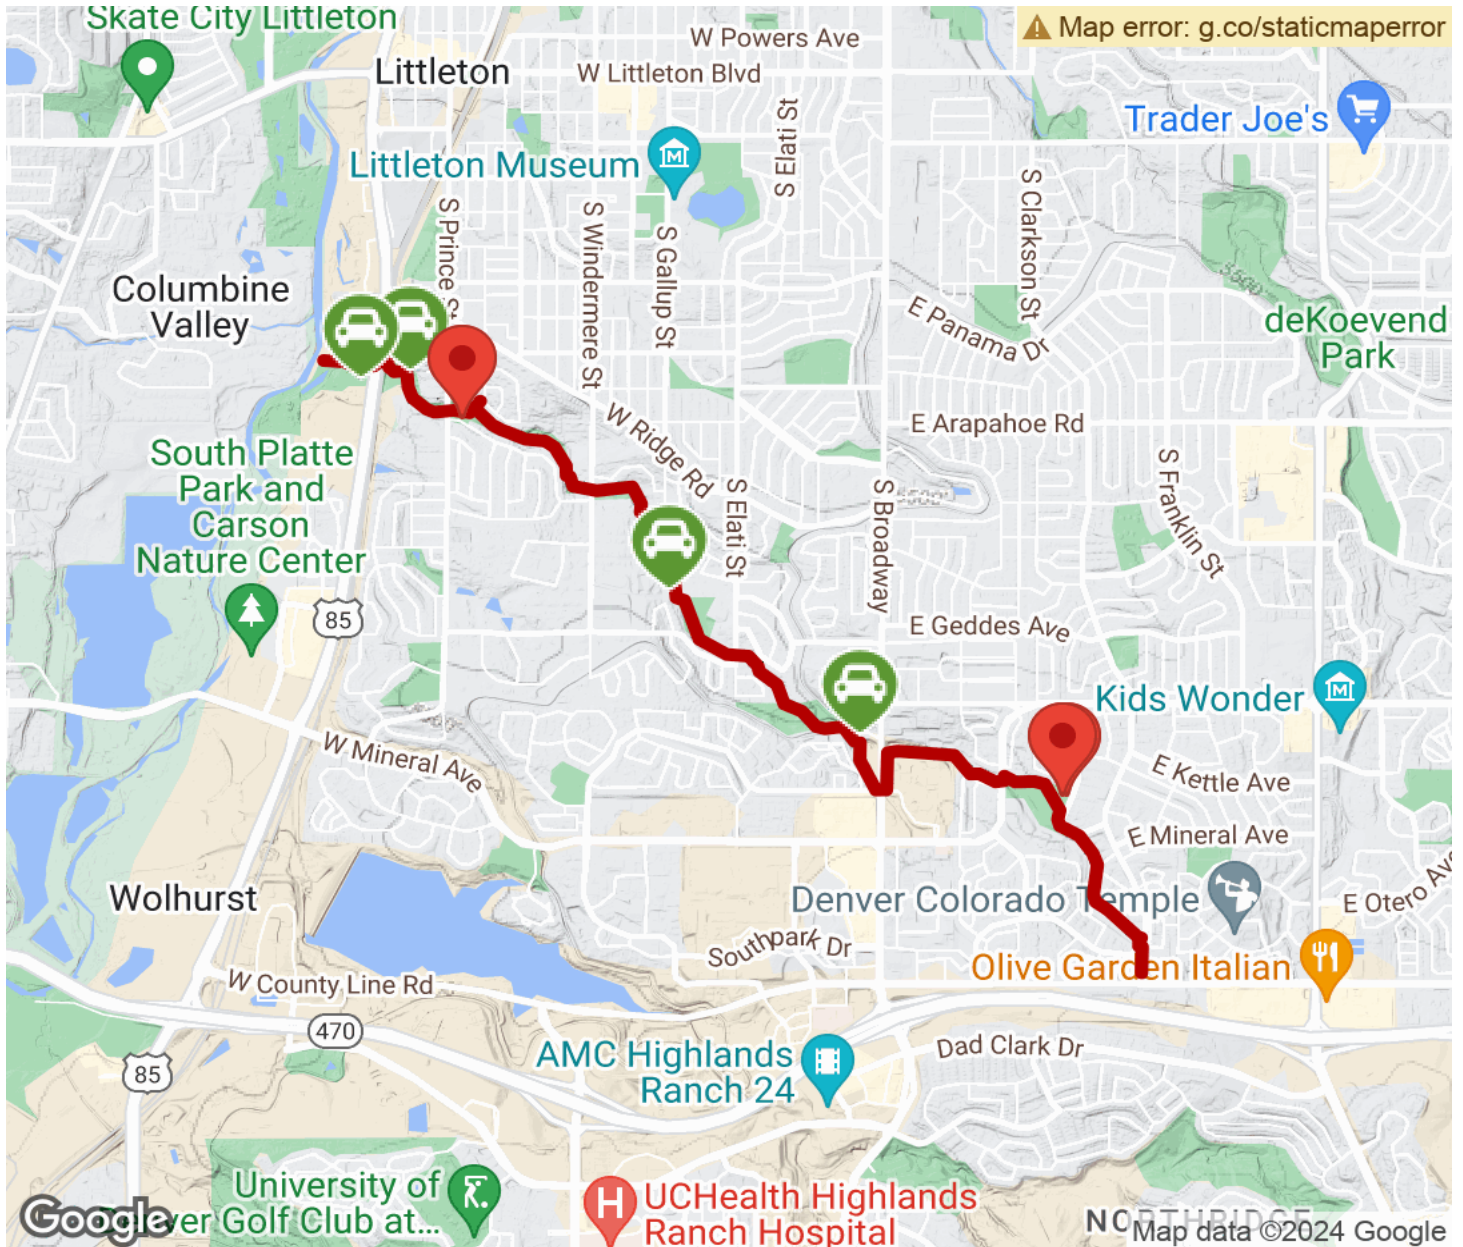 Skate City Littleton
Map error: g.co/staticmaperror
W Powers Ave
Littleton
W Littleton Blvd
Trader Joe's
S Elati St
Littleton Museum
S Prince St
S Windermere St
S Gallup St
S Clarkson St
5500
Columbine
Valley
E Panama Dr
deKoevend
Park
W Ridge Rd
E Arapahoe Rd
South Platte
Park and
Carson
Nature Center
S Elati St
S Broadway
5500
S Franklin St
85
E Geddes Ave
Kids Wonder
W Mineral Ave
E Kettle Ave
E Mineral Ave
Wolhurst
Denver Colorado Temple
E Otero Ave
Southpark Dr
Olive Garden Italian
W County Line Rd
470
85
AMC Highlands
Ranch 24
Dad Clark Dr
University of
Denver Golf Club at...
Google
H
UCHealth Highlands
Ranch Hospital
NORTHRIDGE
Map data ©2024 Google